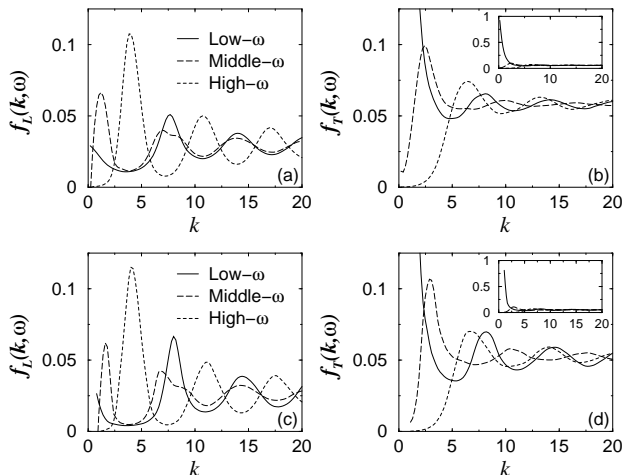 0.1
0.05
0
f_L(k,ω)
0 5 10 15 20
k
Low−ω
Middle−ω
High−ω
(a)
0.1
0.05
0
f_T(k,ω)
0 5 10 15 20
k
1
0.5
0
0 10 20
(b)
0.1
0.05
0
f_L(k,ω)
0 5 10 15 20
k
Low−ω
Middle−ω
High−ω
(c)
0.1
0.05
0
f_T(k,ω)
0 5 10 15 20
k
1
0.5
0
0 5 10 15 20
(d)